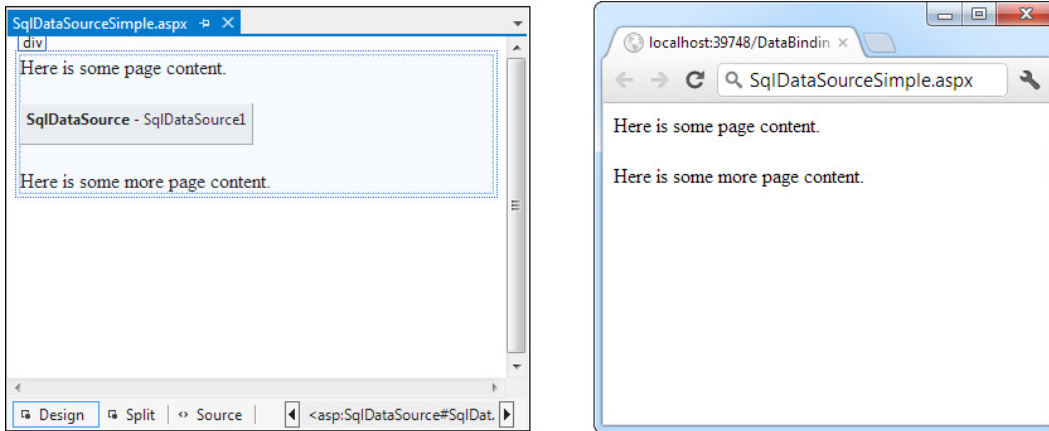 SqlDataSourceSimple.aspx
div
Here is some page content.
SqlDataSource - SqlDataSource1
Here is some more page content.
Design Split Source <asp:SqlDataSource#SqlDat.
localhost:39748/DataBindin
SqlDataSourceSimple.aspx
Here is some page content.
Here is some more page content.